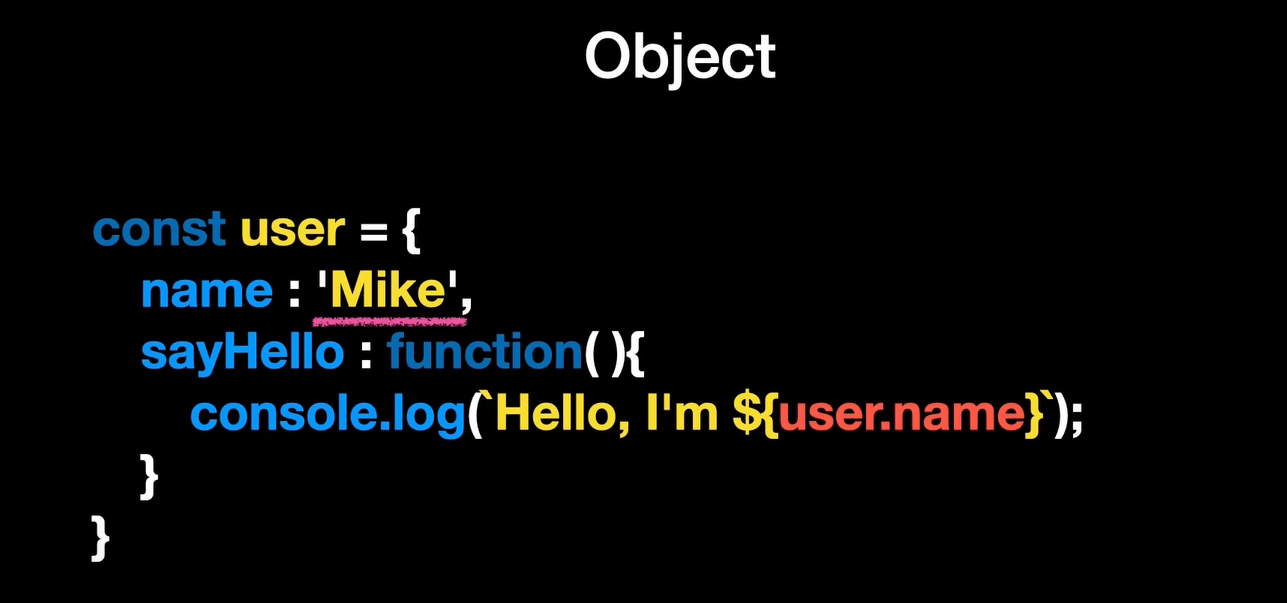 Object
const user = {
name : 'Mike',
sayHello : function( ){
console.log(`Hello, I'm ${user.name}`);
}
}